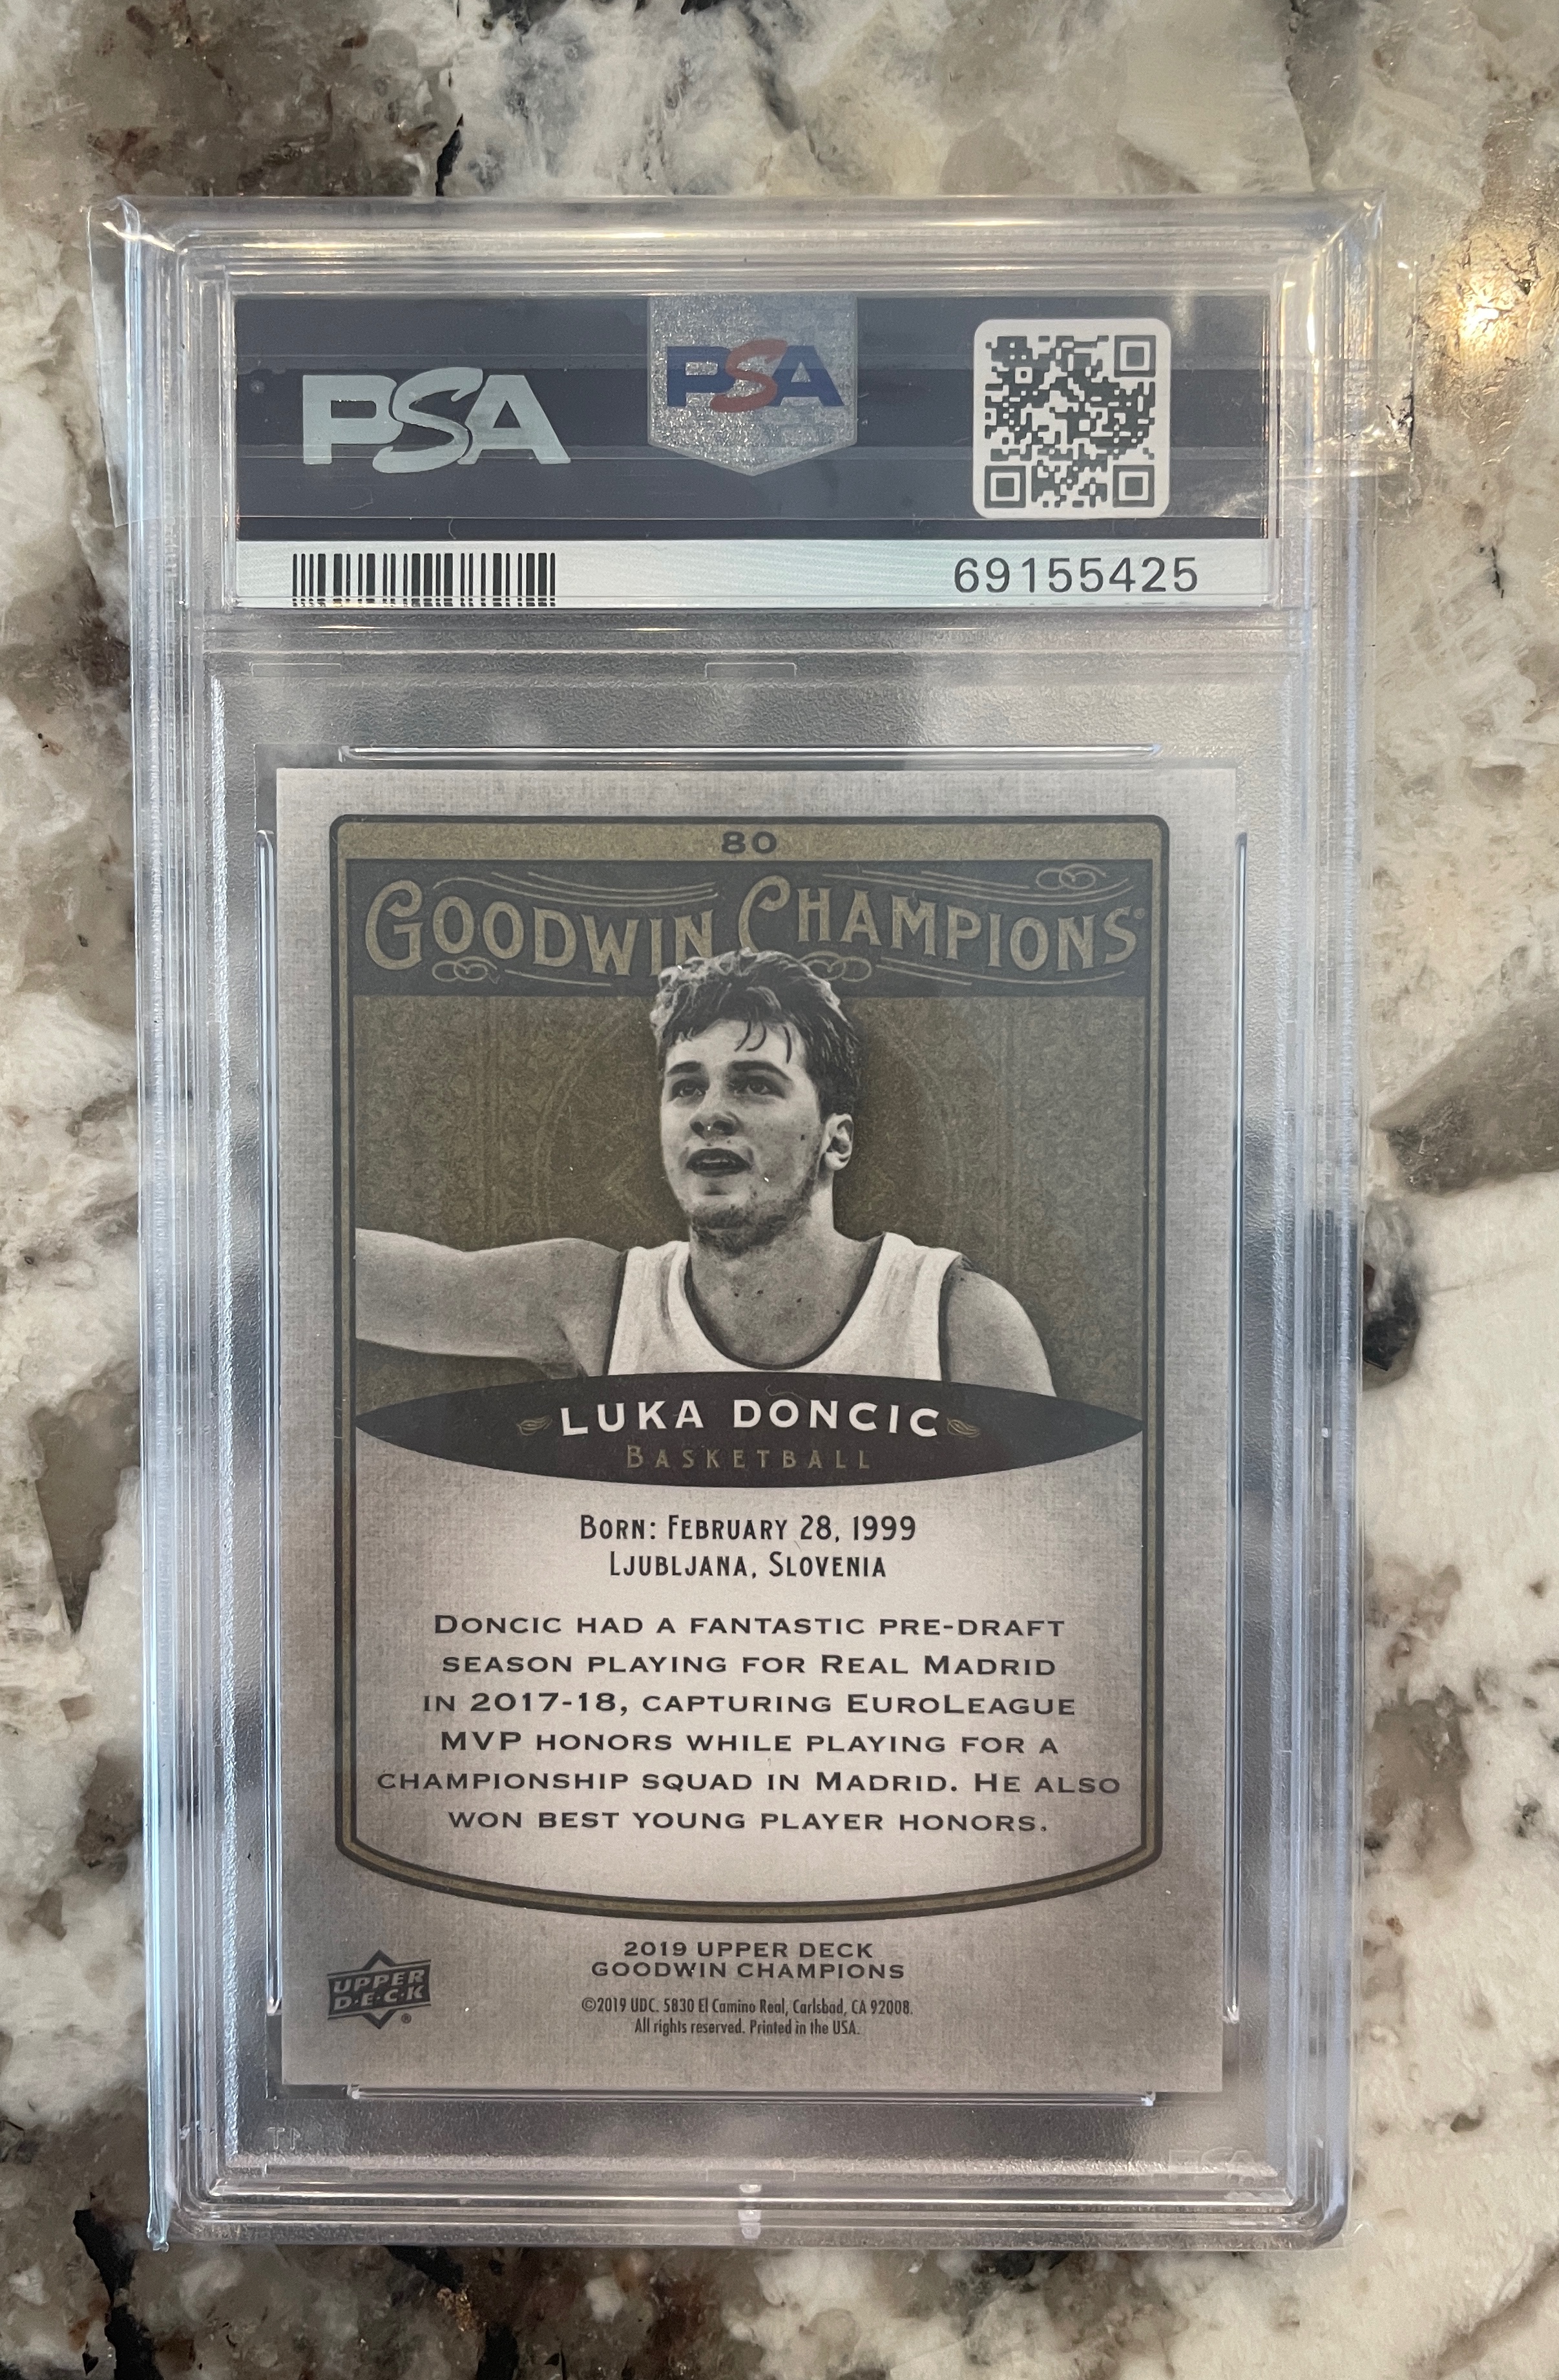 PSA
PSA
69155425
80
Goodwin Champions®
LUKA DONCIC
BASKETBALL
BORN: FEBRUARY 28, 1999
LJUBLJANA, SLOVENIA
DONCIC HAD A FANTASTIC PRE-DRAFT
SEASON PLAYING FOR REAL MADRID
IN 2017-18, CAPTURING EUROLEAGUE
MVP HONORS WHILE PLAYING FOR A
CHAMPIONSHIP SQUAD IN MADRID. HE ALSO
WON BEST YOUNG PLAYER HONORS.
2019 UPPER DECK
GOODWIN CHAMPIONS
UPPER
D·E·C·K®
©2019 UDC. 5830 El Camino Real, Carlsbad, CA 92008.
All rights reserved. Printed in the USA.
PSA